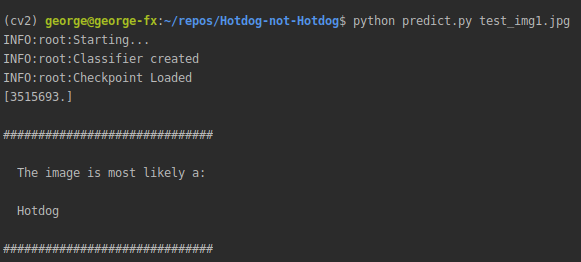 (cv2) george@george-fx:~/repos/Hotdog-not-Hotdog$ python predict.py test_img1.jpg
INFO:root:Starting...
INFO:root:Classifier created
INFO:root:Checkpoint Loaded
[3515693.]
##############################
The image is most likely a:
Hotdog
##############################